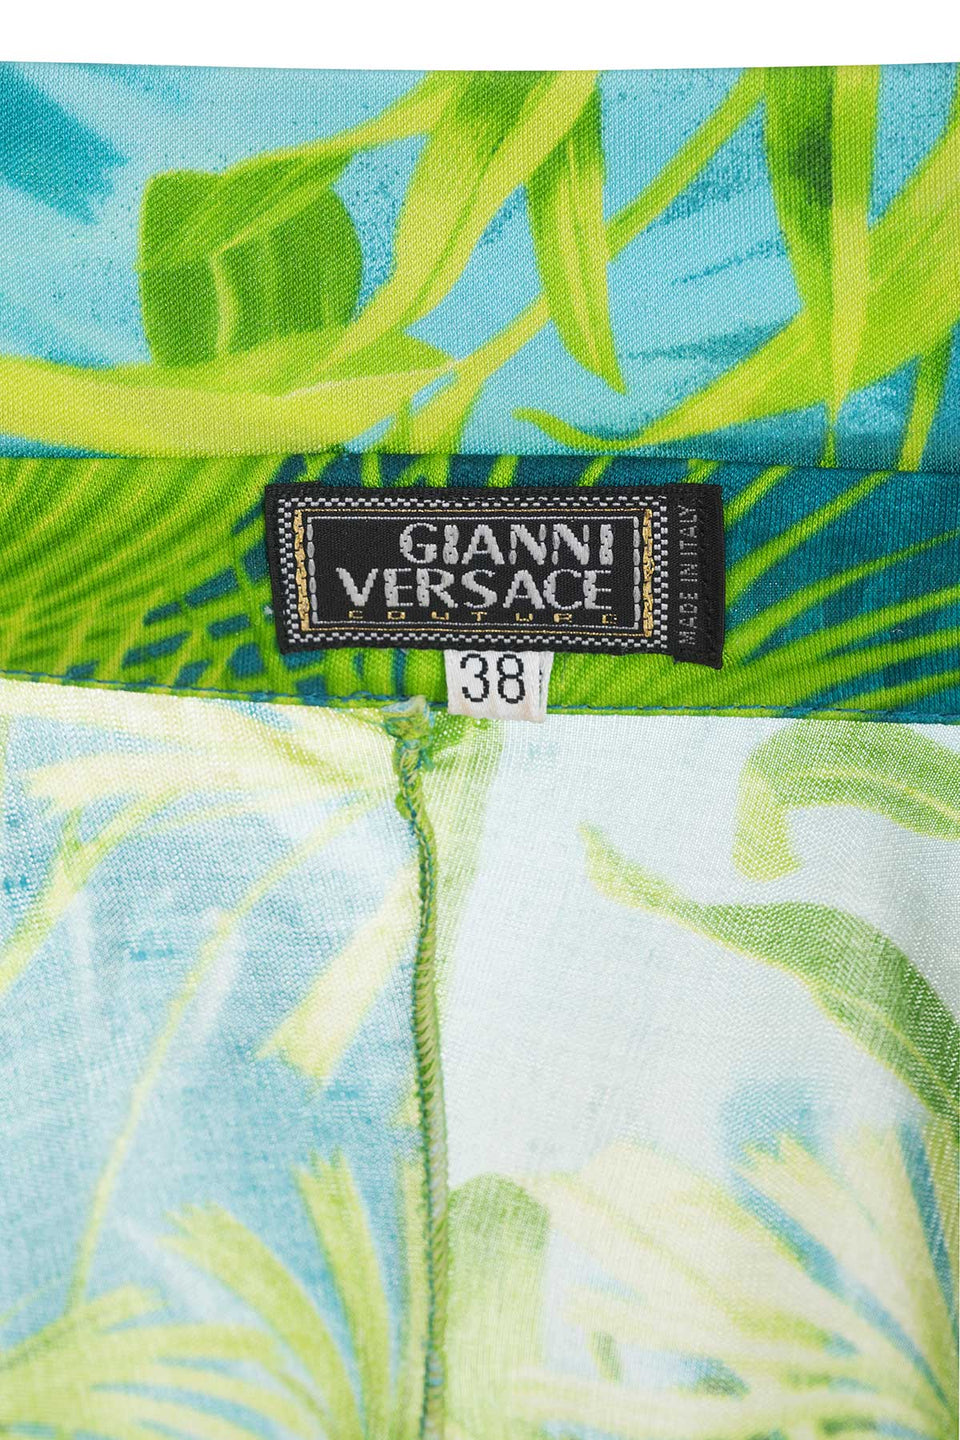 GIANNI
VERSACE
COUTURE
MADE IN ITALY
38